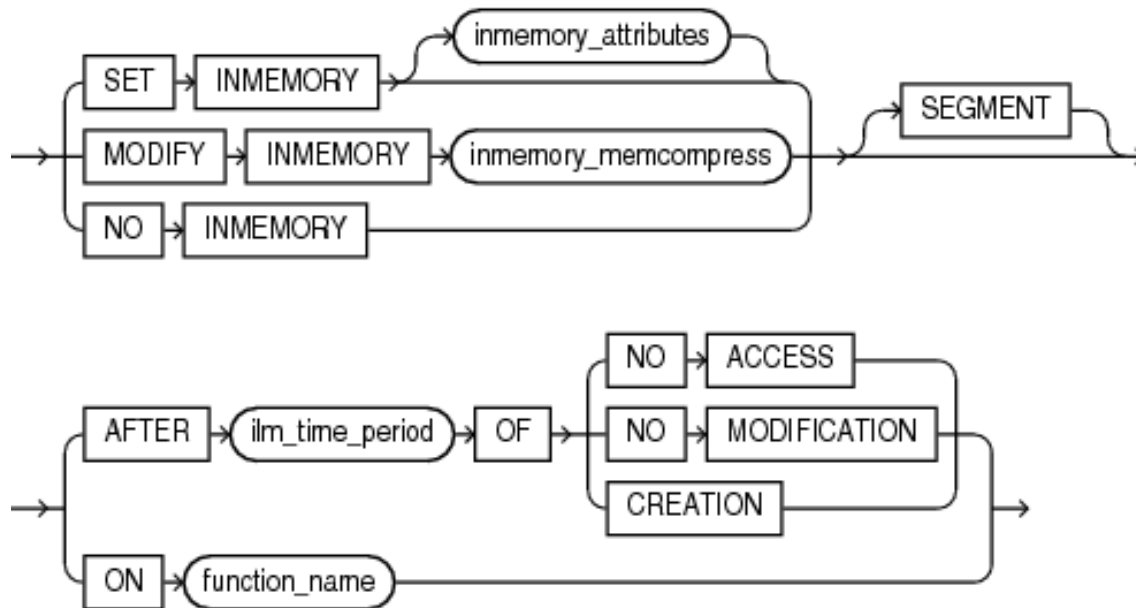 inmemory_attributes
SET INMEMORY
SEGMENT
MODIFY INMEMORY inmemory_memcompress
NO INMEMORY
NO ACCESS
AFTER ilm_time_period OF NO MODIFICATION
CREATION
ON function_name